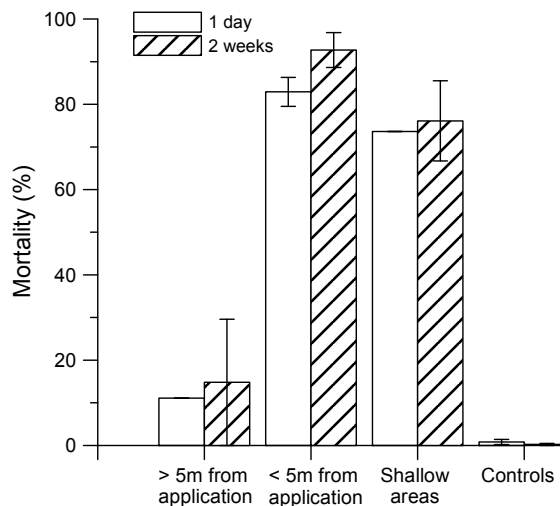 100
80
60
40
20
0
Mortality (%)
1 day
2 weeks
> 5m from
application
< 5m from
application
Shallow
areas
Controls